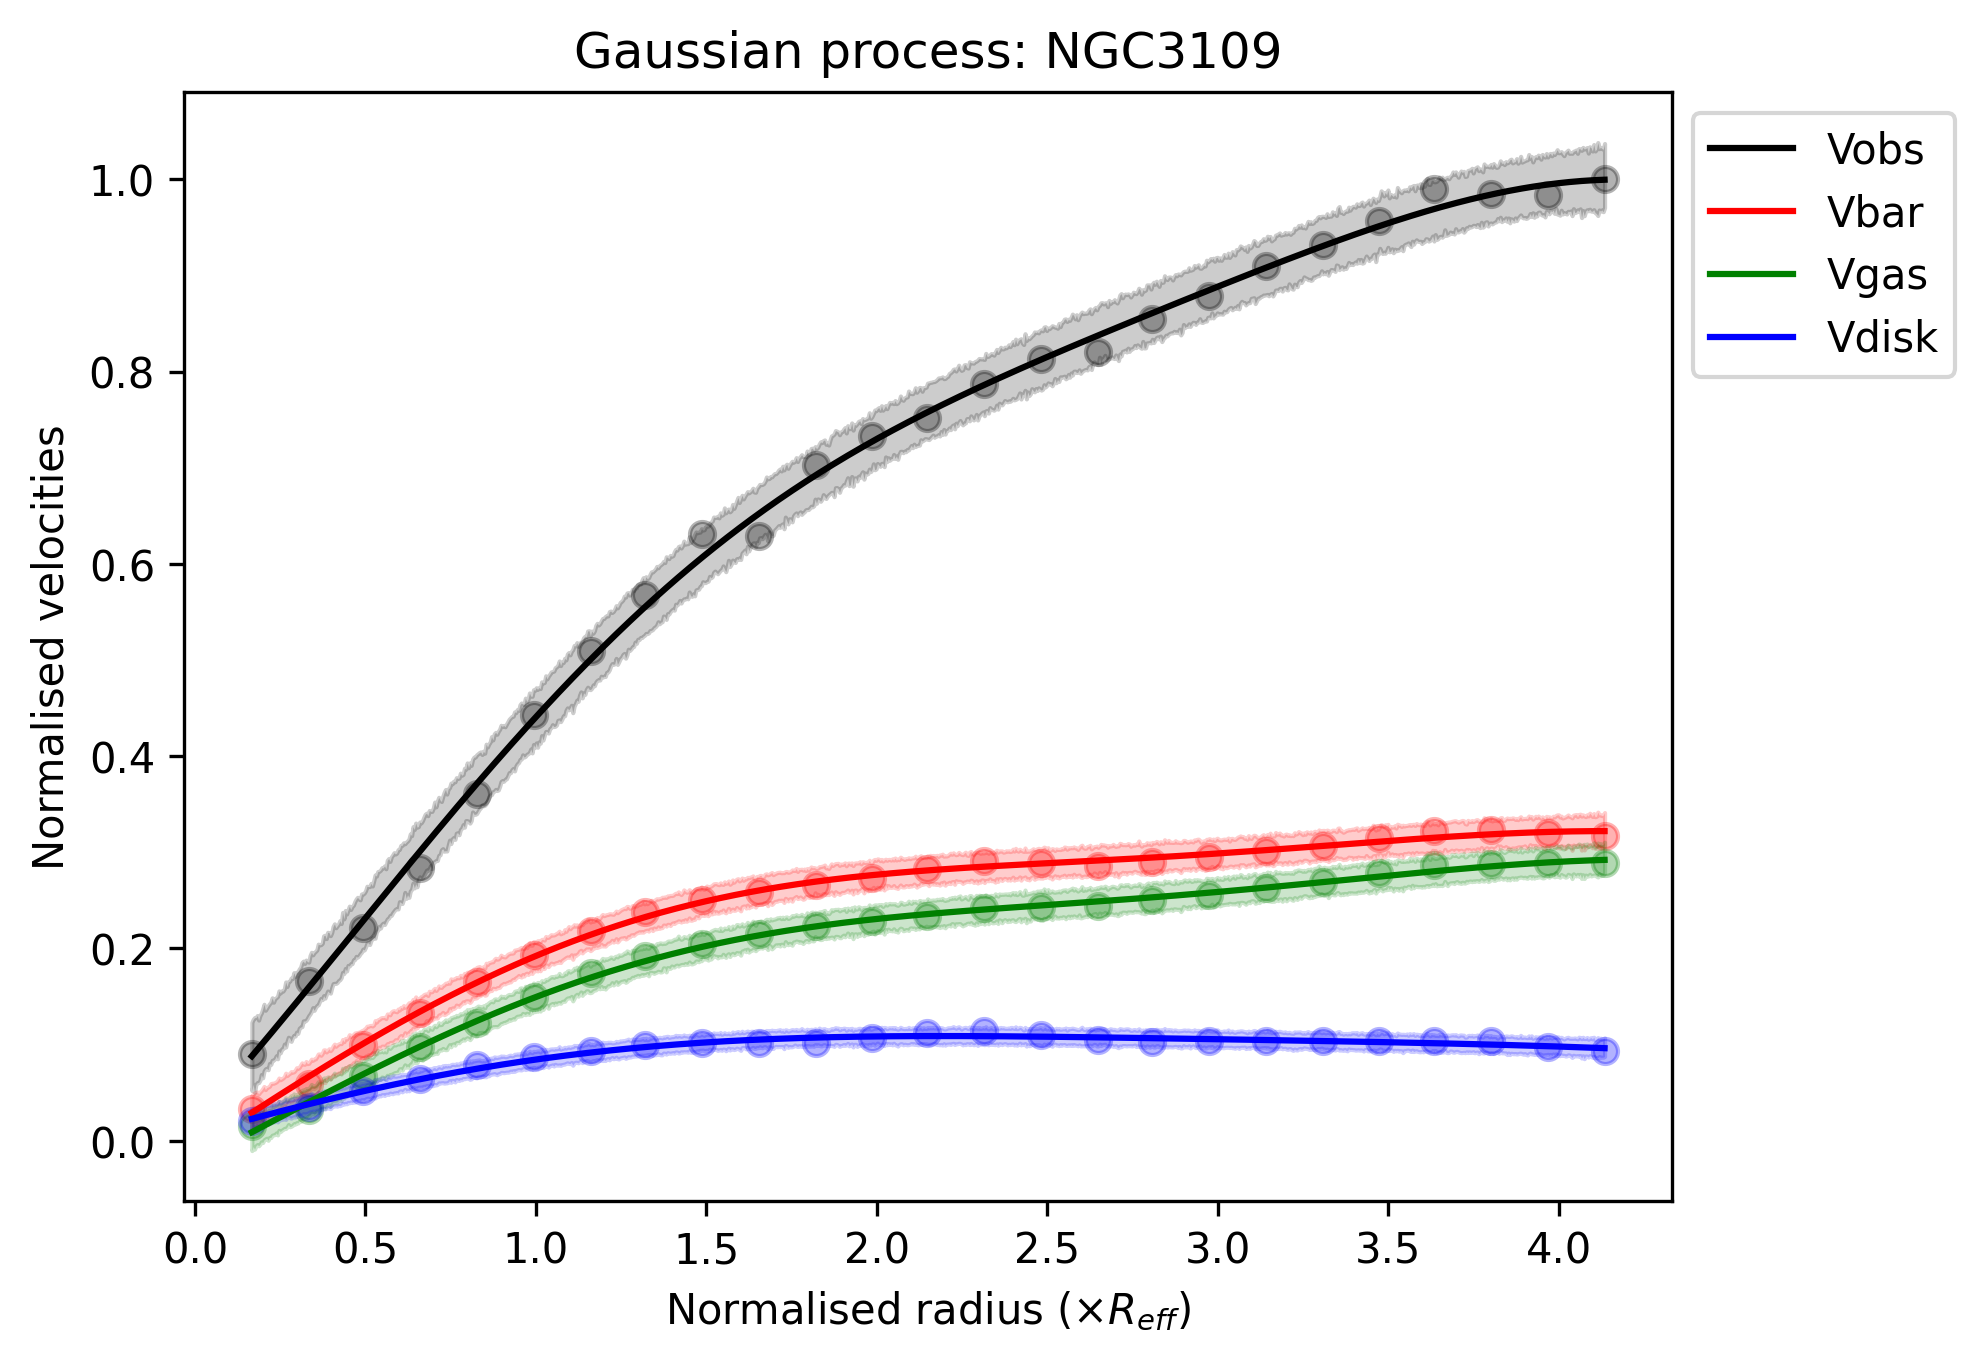 Gaussian process: NGC3109
1.0
0.8
0.6
0.4
0.2
0.0
Normalised velocities
0.0 0.5 1.0 1.5 2.0 2.5 3.0 3.5 4.0
Normalised radius (×R_eff)
Vobs
Vbar
Vgas
Vdisk